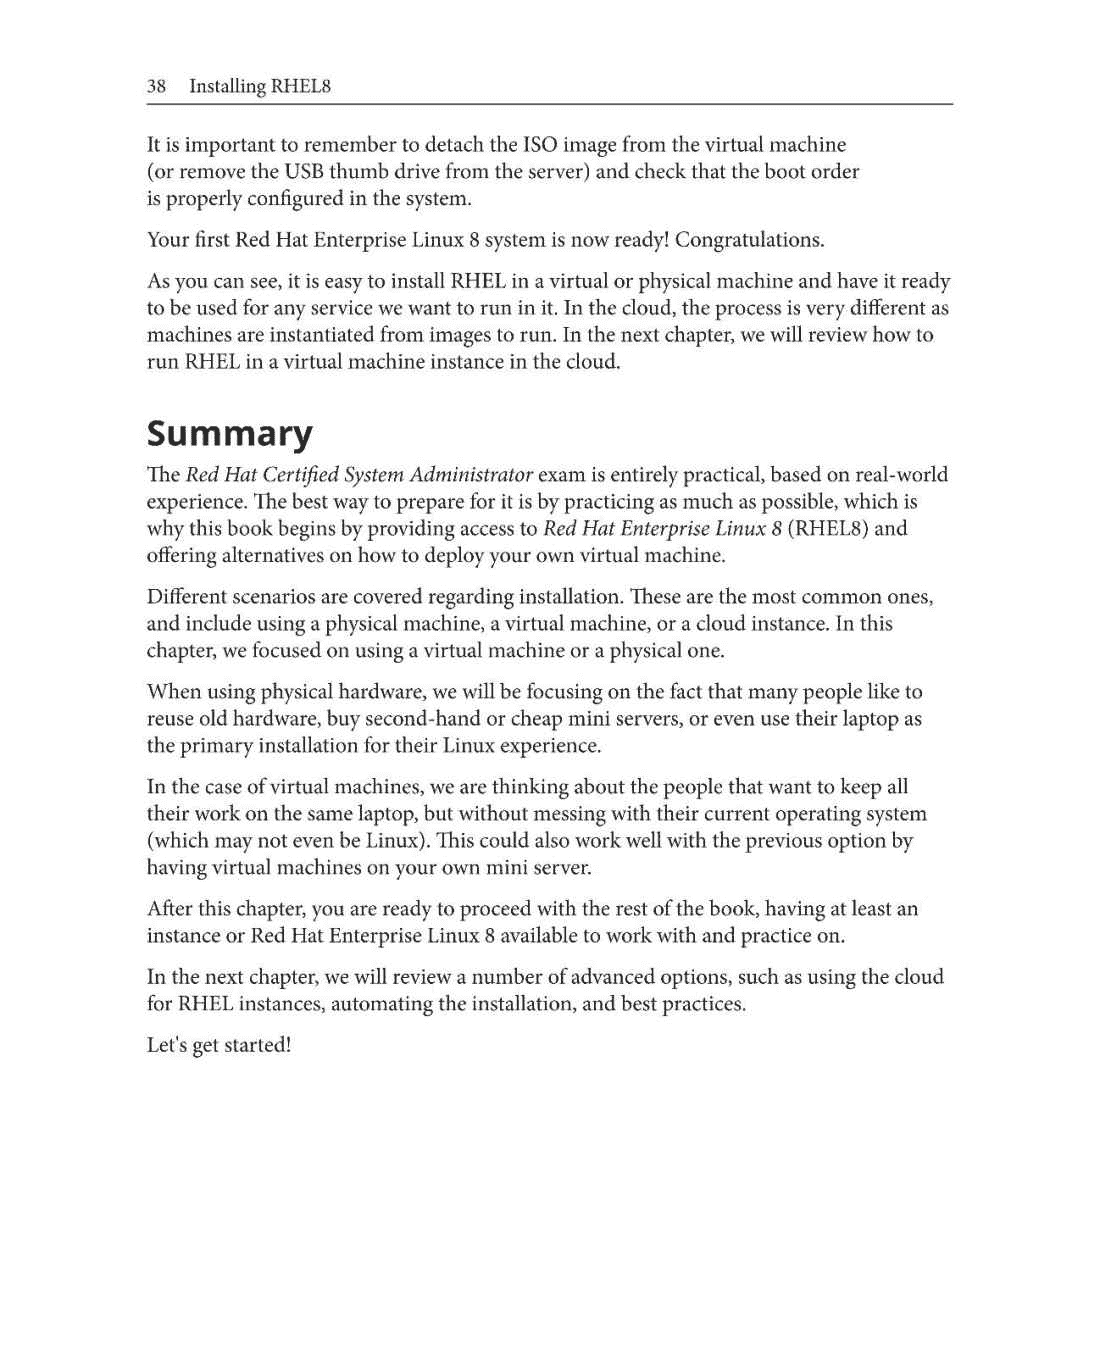 38 Installing RHEL8
It is important to remember to detach the ISO image from the virtual machine
(or remove the USB thumb drive from the server) and check that the boot order
is properly configured in the system.
Your first Red Hat Enterprise Linux 8 system is now ready! Congratulations.
As you can see, it is easy to install RHEL in a virtual or physical machine and have it ready
to be used for any service we want to run in it. In the cloud, the process is very different as
machines are instantiated from images to run. In the next chapter, we will review how to
run RHEL in a virtual machine instance in the cloud.
Summary
The Red Hat Certified System Administrator exam is entirely practical, based on real-world
experience. The best way to prepare for it is by practicing as much as possible, which is
why this book begins by providing access to Red Hat Enterprise Linux 8 (RHEL8) and
offering alternatives on how to deploy your own virtual machine.
Different scenarios are covered regarding installation. These are the most common ones,
and include using a physical machine, a virtual machine, or a cloud instance. In this
chapter, we focused on using a virtual machine or a physical one.
When using physical hardware, we will be focusing on the fact that many people like to
reuse old hardware, buy second-hand or cheap mini servers, or even use their laptop as
the primary installation for their Linux experience.
In the case of virtual machines, we are thinking about the people that want to keep all
their work on the same laptop, but without messing with their current operating system
(which may not even be Linux). This could also work well with the previous option by
having virtual machines on your own mini server.
After this chapter, you are ready to proceed with the rest of the book, having at least an
instance or Red Hat Enterprise Linux 8 available to work with and practice on.
In the next chapter, we will review a number of advanced options, such as using the cloud
for RHEL instances, automating the installation, and best practices.
Let's get started!